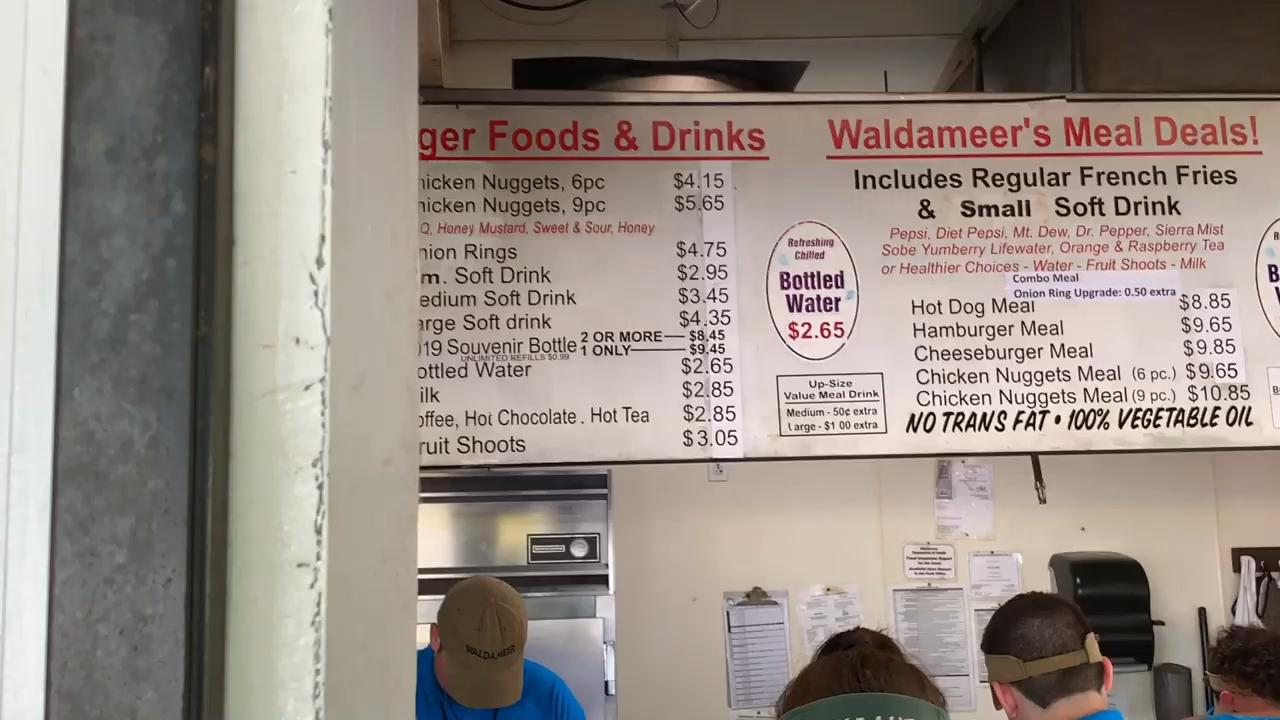 ger Foods & Drinks
hicken Nuggets, 6pc $4.15
hicken Nuggets, 9pc $5.65
Q, Honey Mustard, Sweet & Sour, Honey
nion Rings $4.75
m. Soft Drink $2.95
edium Soft Drink $3.45
arge Soft drink $4.35
019 Souvenir Bottle 2 OR MORE $8.45
1 ONLY $9.45
UNLIMITED REFILLS $0.99
ottled Water $2.65
ilk $2.85
offee, Hot Chocolate. Hot Tea $2.85
ruit Shoots $3.05
Refreshing
Chilled
Bottled
Water
$2.65
Up-Size
Value Meal Drink
Medium - 50¢ extra
Large - $1 00 extra
Waldameer's Meal Deals!
Includes Regular French Fries
& Small Soft Drink
Pepsi, Diet Pepsi, Mt. Dew, Dr. Pepper, Sierra Mist
Sobe Yumberry Lifewater, Orange & Raspberry Tea
or Healthier Choices - Water - Fruit Shoots - Milk
Combo Meal
Onion Ring Upgrade: 0.50 extra
Hot Dog Meal $8.85
Hamburger Meal $9.65
Cheeseburger Meal $9.85
Chicken Nuggets Meal (6 pc.) $9.65
Chicken Nuggets Meal (9 pc.) $10.85
NO TRANS FAT • 100% VEGETABLE OIL
WALDAMEER